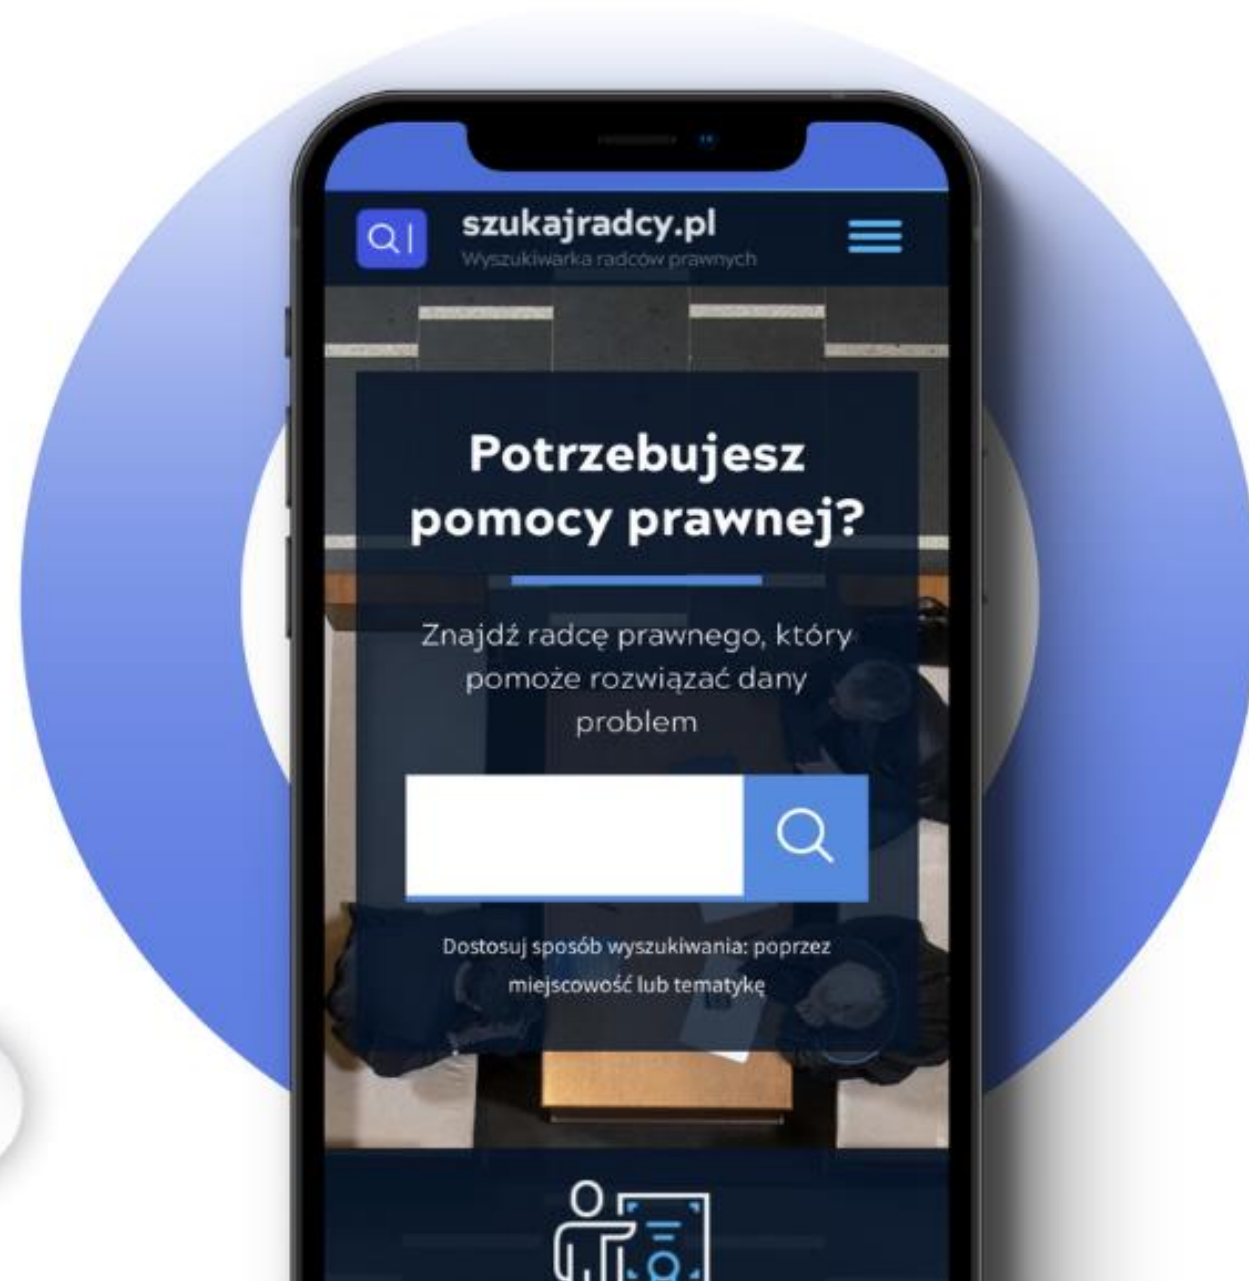 szukajradcy.pl
Wyszukiwarka radców prawnych
Potrzebujesz
pomocy prawnej?
Znajdź radcę prawnego, który
pomoże rozwiązać dany
problem
Dostosuj sposób wyszukiwania: poprzez
miejscowość lub tematykę